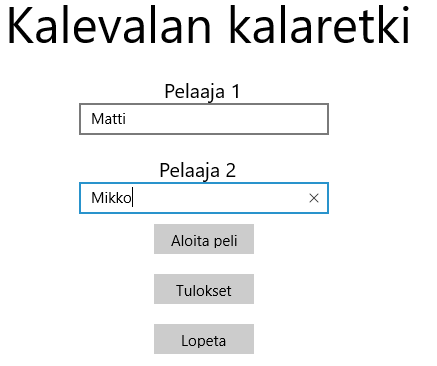 Kalevalan kalaretki
Pelaaja 1
Matti
Pelaaja 2
Mikko
Aloita peli
Tulokset
Lopeta